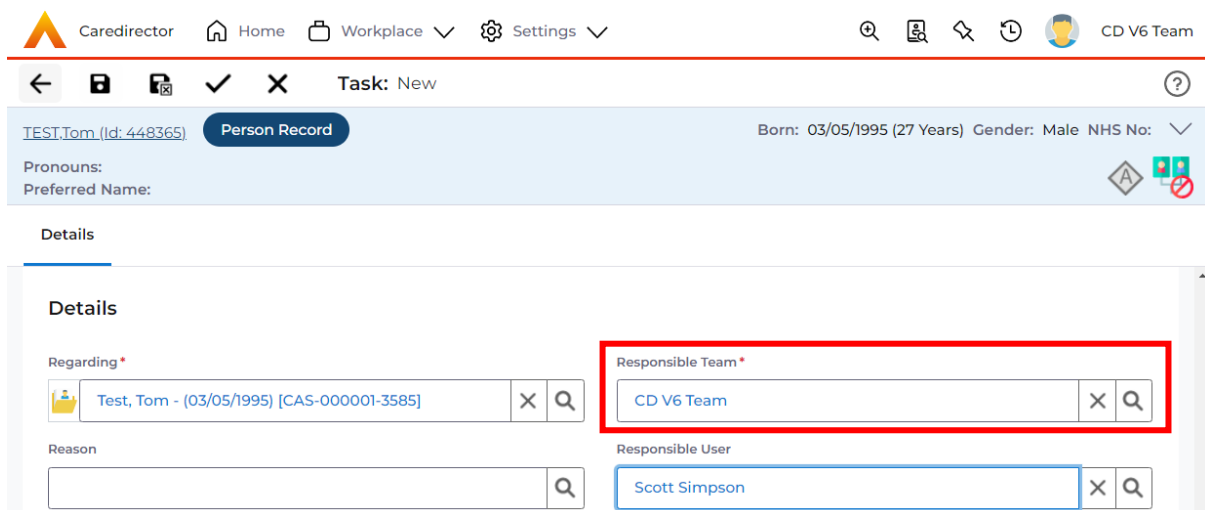 Caredirector Home Workplace Settings CD V6 Team
Task: New
TEST,Tom (Id: 448365) Person Record Born: 03/05/1995 (27 Years) Gender: Male NHS No:
Pronouns:
Preferred Name:
A
Details
Details
Regarding* Responsible Team*
Test, Tom - (03/05/1995) [CAS-000001-3585] CD V6 Team
Reason Responsible User
Scott Simpson